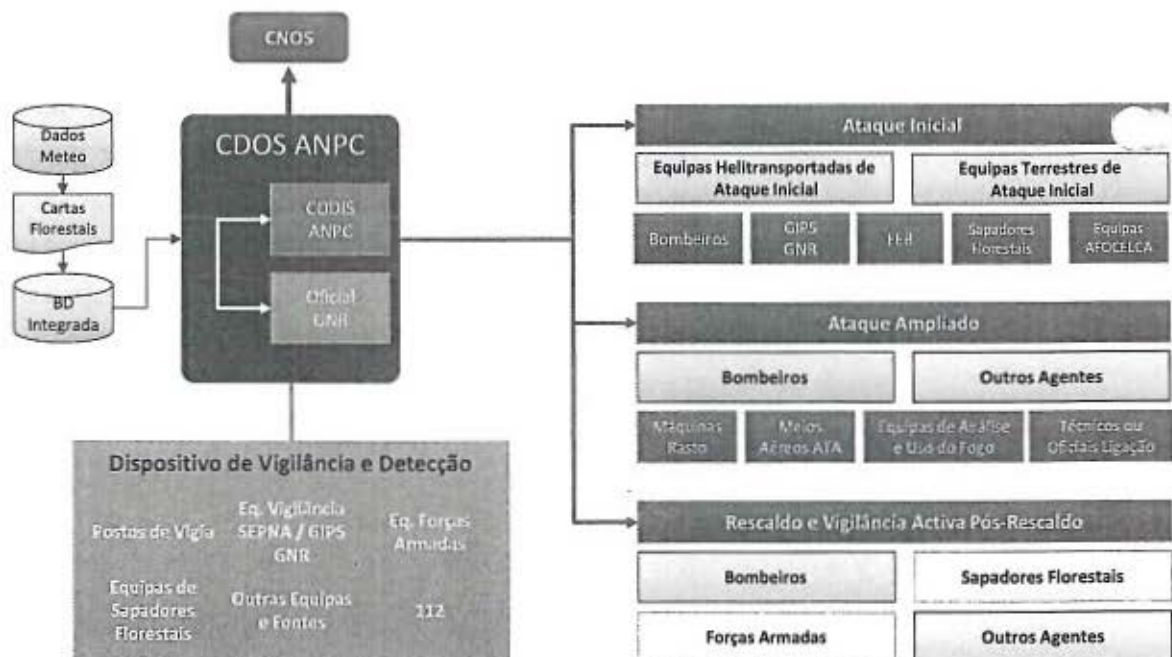 CNOS
Dados
Meteo
Cartas
Florestais
BD
Integrada
CDOS ANPC
CODIS
ANPC
Oficial
GNR
Dispositivo de Vigilância e Detecção
Postos de Vigia
Eq. Vigilância
SEPNA / GIPS
GNR
Eq. Forças
Armadas
Equipas de
Sapadores
Florestais
Outras Equipas
e Fontes
112
Ataque Inicial
Equipas Helitransportadas de
Ataque Inicial
Equipas Terrestres de
Ataque Inicial
Bombeiros
GIPS
GNR
Sapadores
Florestais
Equipas
AFOCELCA
Ataque Ampliado
Bombeiros
Outros Agentes
Máquinas
Rasto
Meios
Aéreos ATA
Equipas de Análise
e Uso do Fogo
Técnicos ou
Oficiais Ligação
Rescaldo e Vigilância Activa Pós-Rescaldo
Bombeiros
Sapadores Florestais
Forças Armadas
Outros Agentes